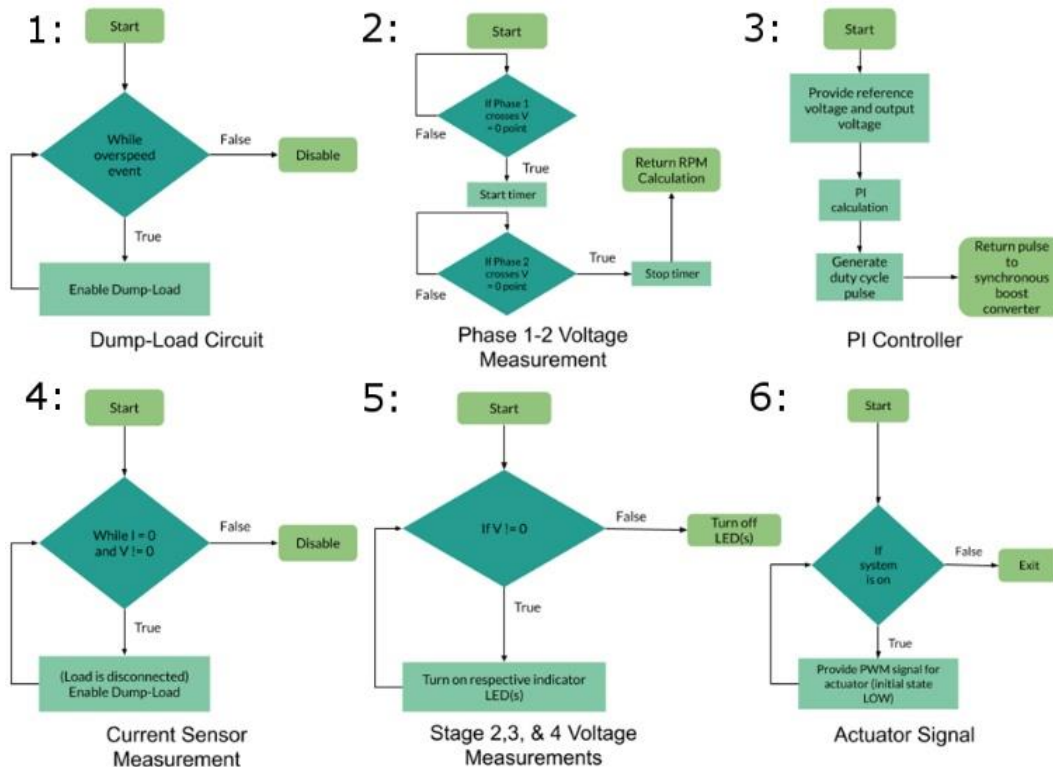 1:
Start
While
overspeed
event
False
Disable
True
Enable Dump-Load
Dump-Load Circuit
2:
Start
If Phase 1
crosses V
= 0 point
False
True
Start timer
If Phase 2
crosses V
= 0 point
False
True
Stop timer
Return RPM
Calculation
Phase 1-2 Voltage
Measurement
3:
Start
Provide reference
voltage and output
voltage
PI
calculation
Generate
duty cycle
pulse
Return pulse
to
synchronous
boost
converter
PI Controller
4:
Start
While I = 0
and V != 0
False
Disable
True
(Load is disconnected)
Enable Dump-Load
Current Sensor
Measurement
5:
Start
If V != 0
False
Turn off
LED(s)
True
Turn on respective indicator
LED(s)
Stage 2,3, & 4 Voltage
Measurements
6:
Start
If
system
is on
False
Exit
True
Provide PWM signal for
actuator (initial state
LOW)
Actuator Signal